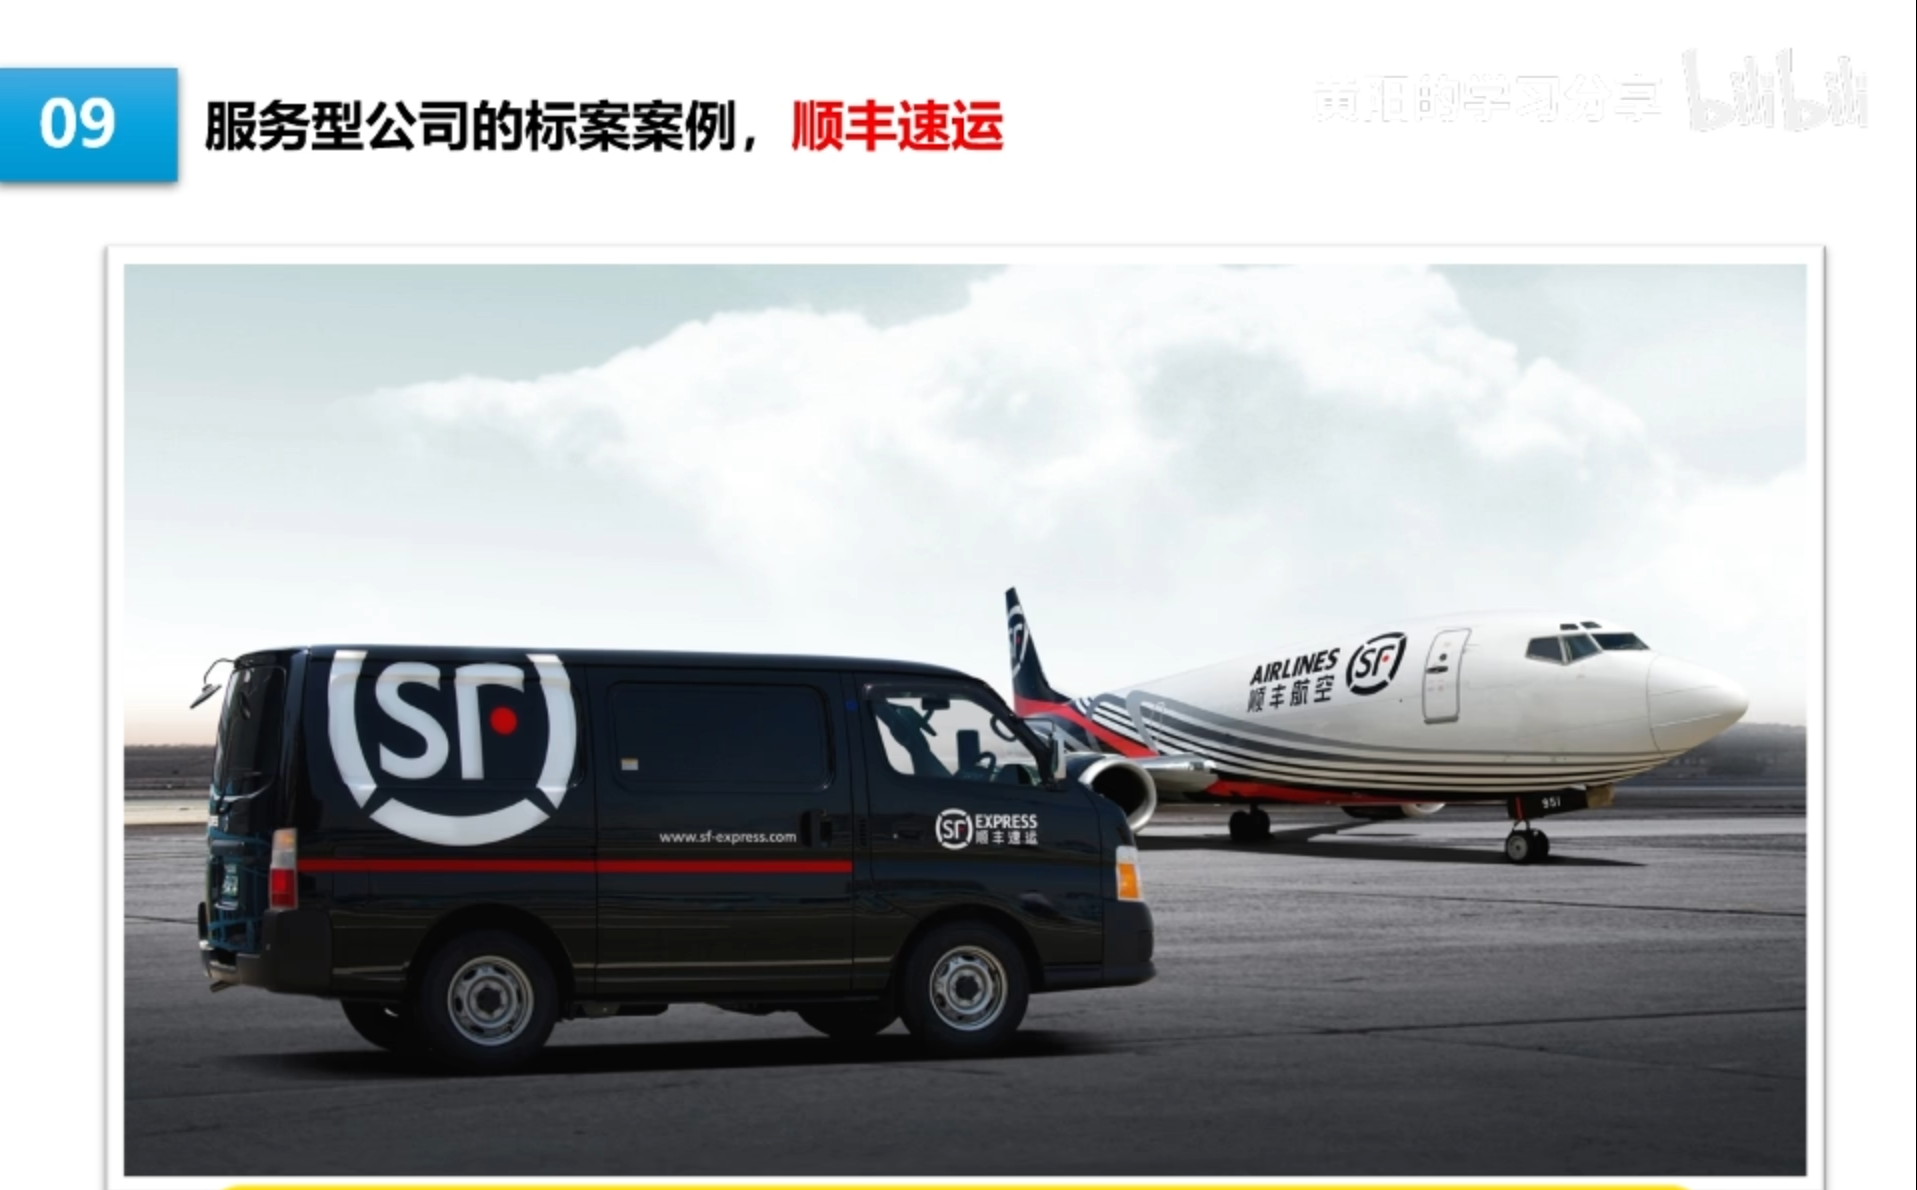 09
服务型公司的标案案例，顺丰速运
黄阳的学习分享 bilibili
AIRLINES SF
顺丰航空
SF
www.sf-express.com
SF EXPRESS
顺丰速运
951